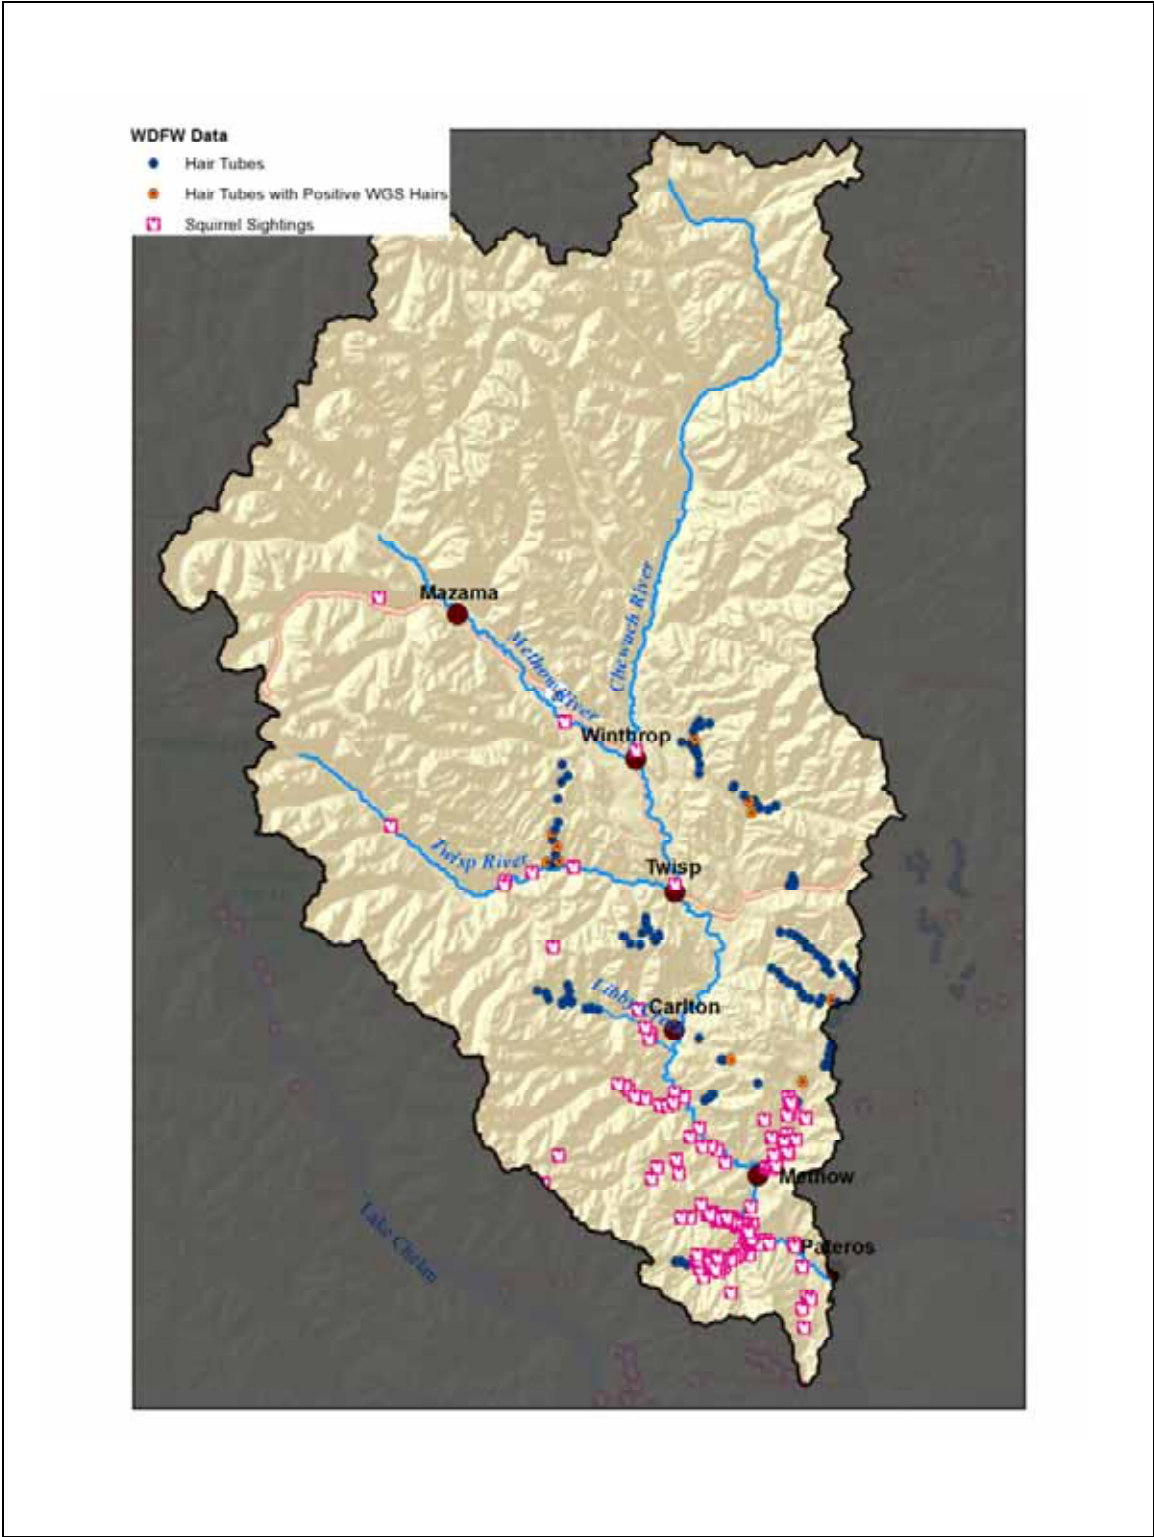 WDFW Data
Hair Tubes
Hair Tubes with Positive WGS Hairs
Squirrel Sightings
Mazama
Methow River
Chewuch River
Winthrop
Twisp River
Twisp
Libby
Carlton
Methow
Pateros
Lake Chelan